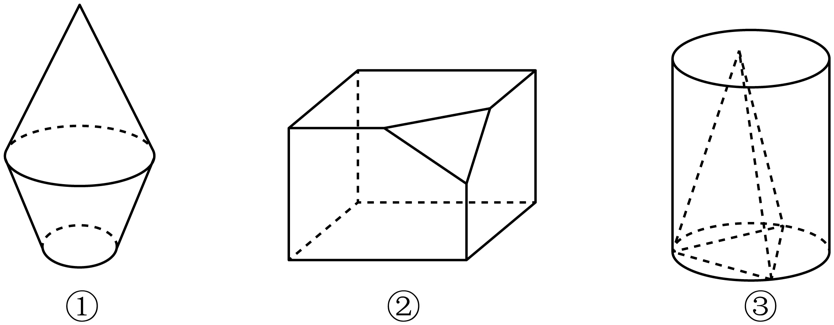 ① ② ③